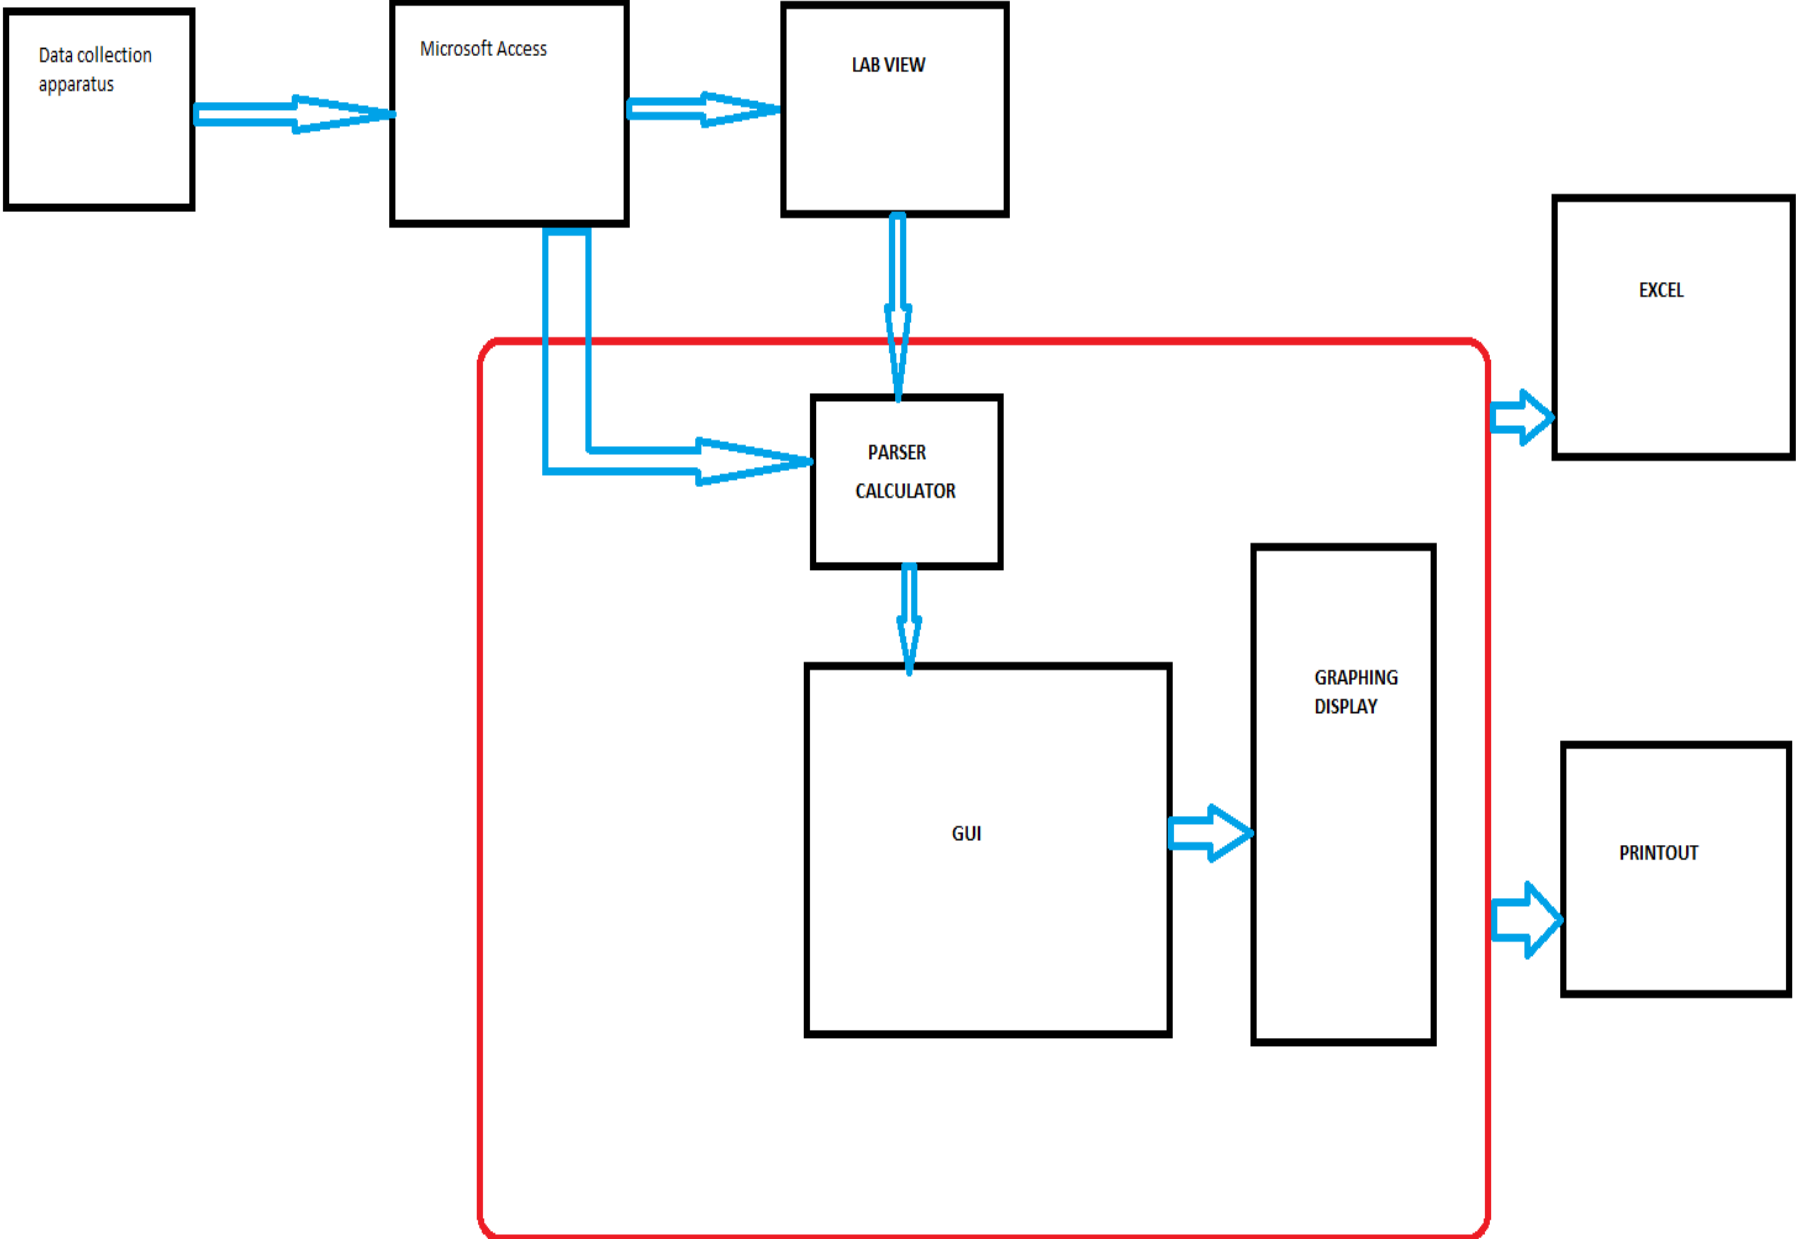 Data collection
apparatus
Microsoft Access
LAB VIEW
EXCEL
PARSER
CALCULATOR
GRAPHING
DISPLAY
GUI
PRINTOUT